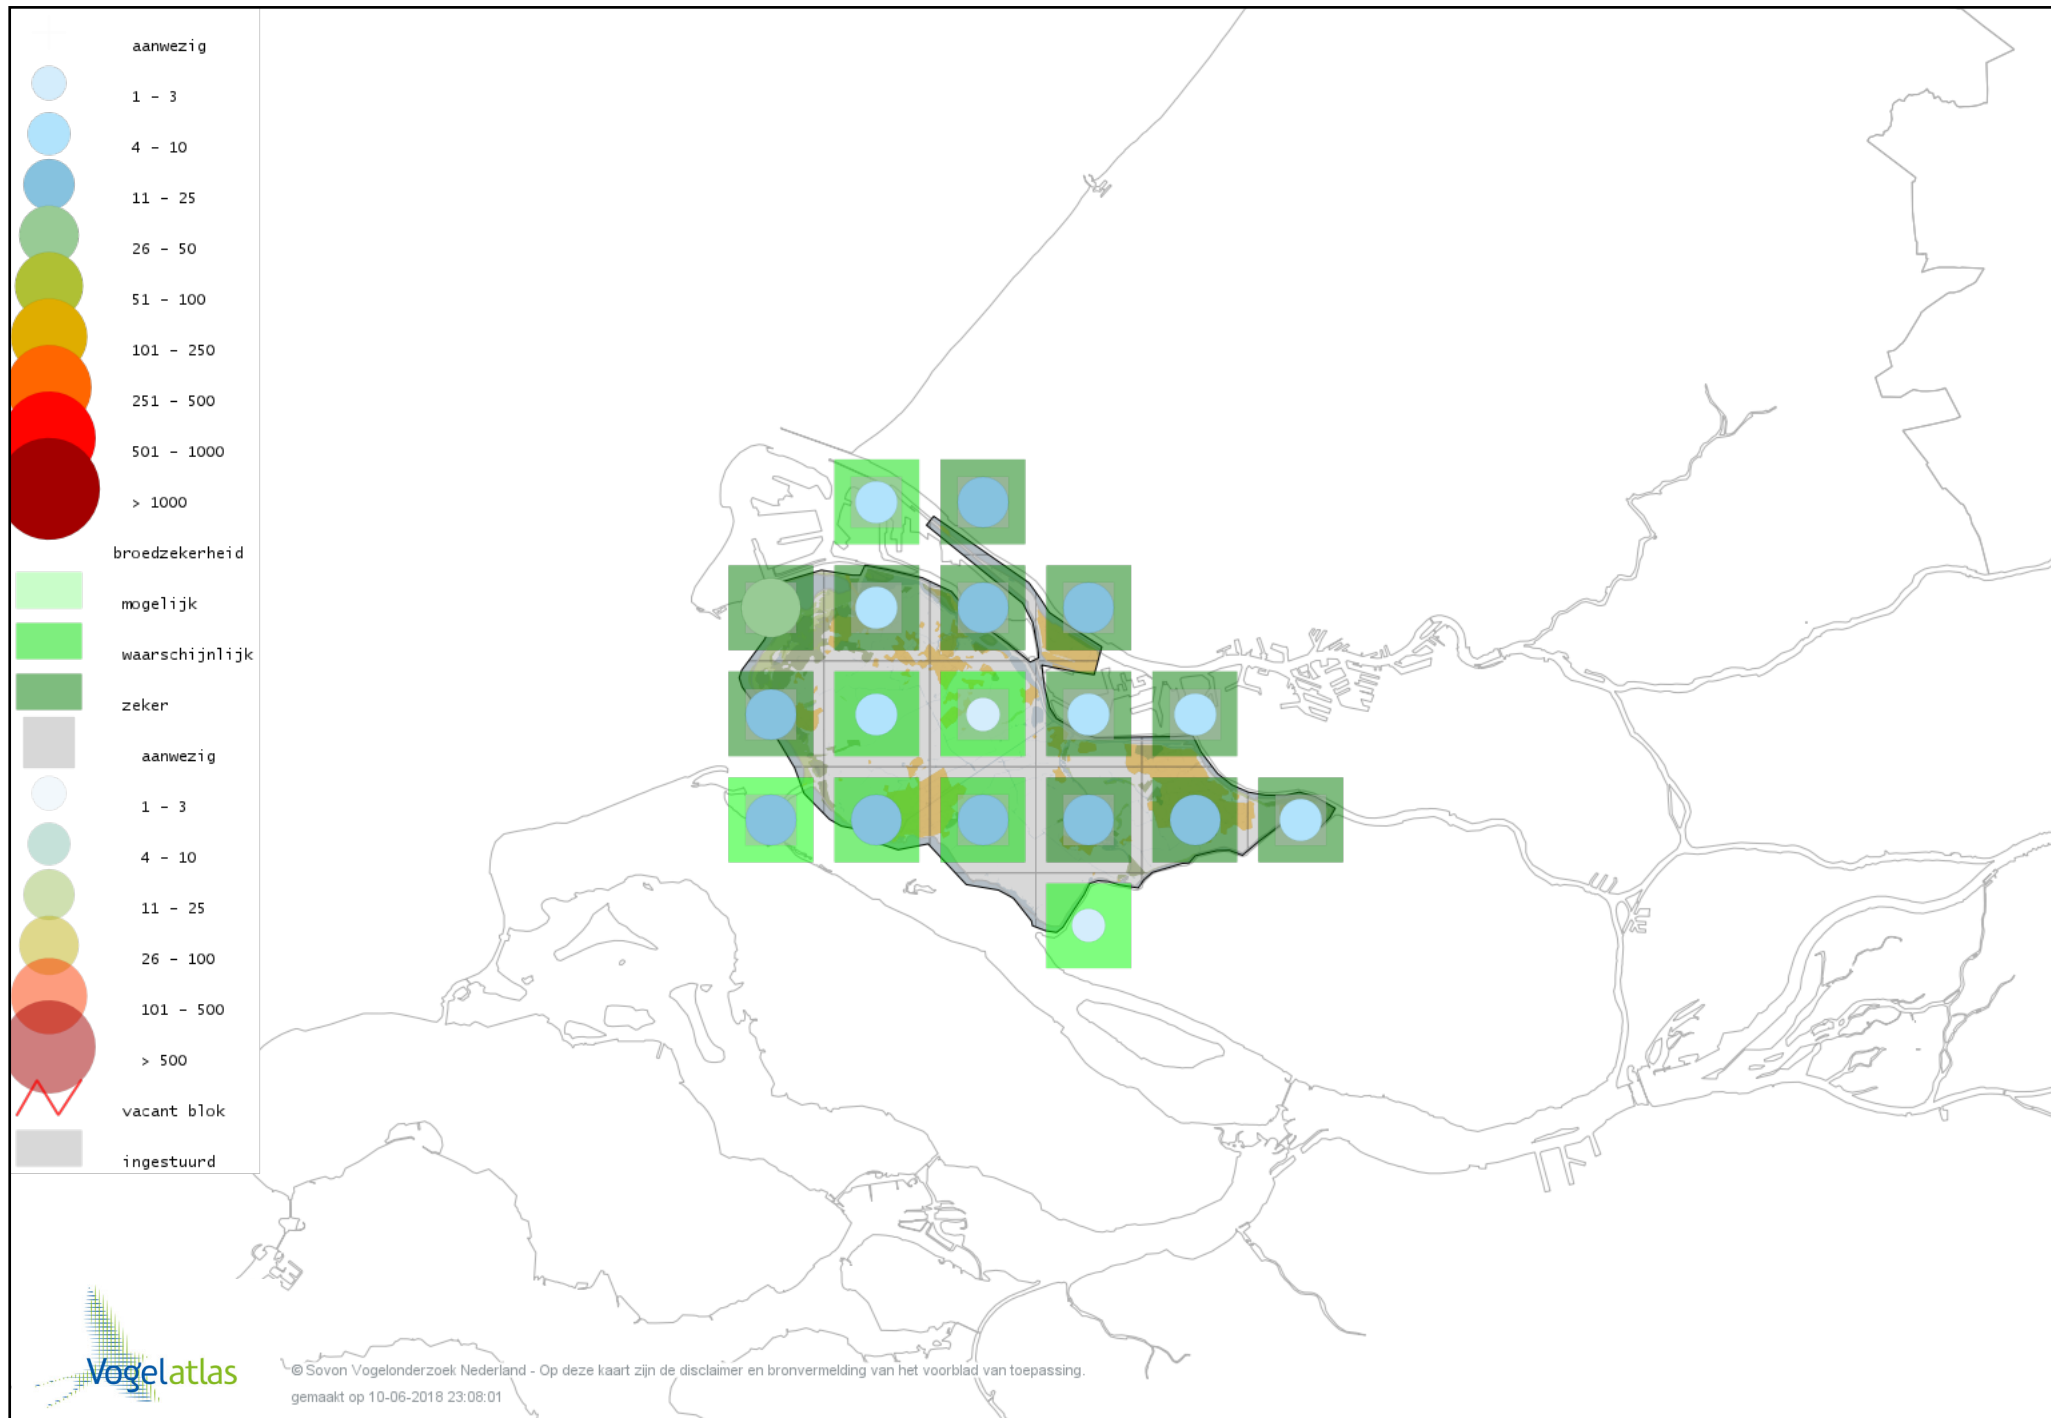 aanwezig
1 - 3
4 - 10
11 - 25
26 - 50
51 - 100
101 - 250
251 - 500
501 - 1000
> 1000
broedzekerheid
mogelijk
waarschijnlijk
zeker
aanwezig
1 - 3
4 - 10
11 - 25
26 - 100
101 - 500
> 500
vacant blok
ingestuurd
Vogelatlas
© Sovon Vogelonderzoek Nederland - Op deze kaart zijn de disclaimer en bronvermelding van het voorblad van toepassing.
gemaakt op 10-06-2018 23:08:01